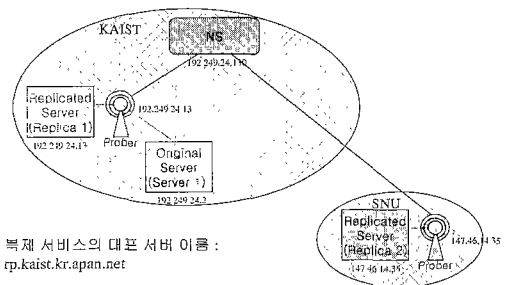 KAIST
NS
192.249.24.110
Replicated
Server
(Replica 1)
192.249.24.13
192.249.24.13
Prober
Original
Server
(Server 1)
192.249.24.2
SNU
Replicated
Server
(Replica 2)
147.46.14.35
147.46.14.35
Prober
복제 서비스의 대표 서버 이름 :
rp.kaist.kr.apan.net